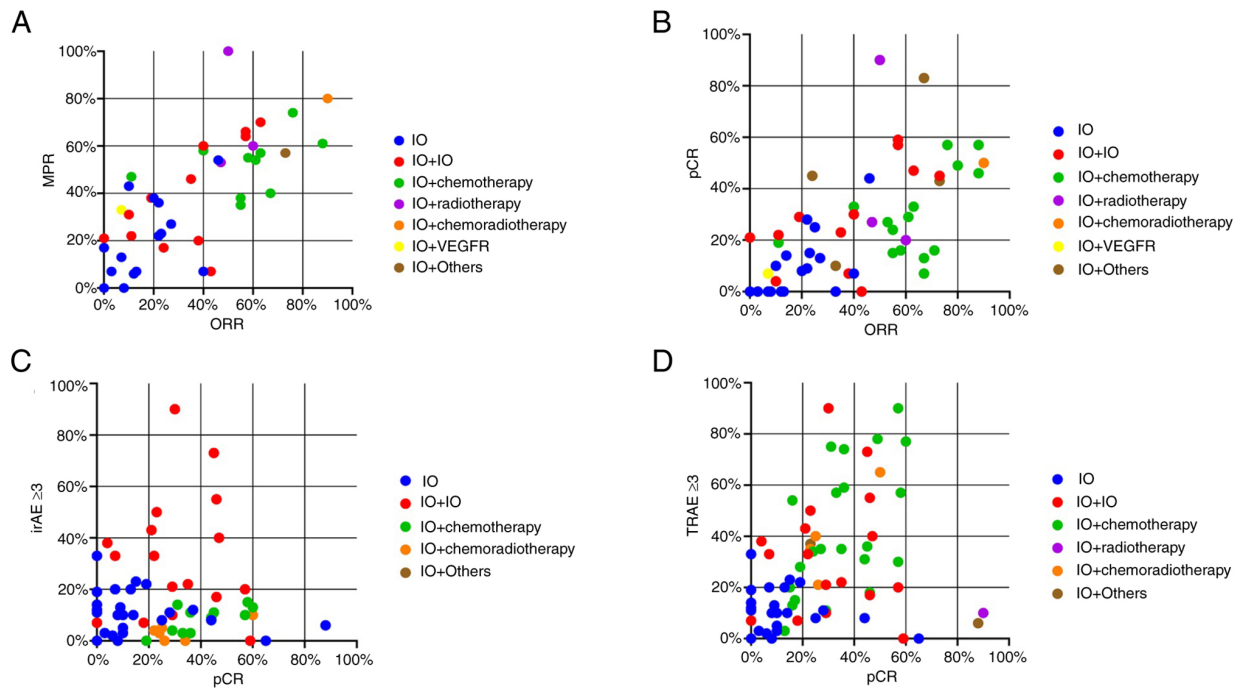 A
100%
80%
60%
40%
20%
0%
MPR
0%
20%
40%
60%
80%
100%
ORR
IO
IO+IO
IO+chemotherapy
IO+radiotherapy
IO+chemoradiotherapy
IO+VEGFR
IO+Others
B
100%
80%
60%
40%
20%
0%
pCR
0%
20%
40%
60%
80%
100%
ORR
IO
IO+IO
IO+chemotherapy
IO+radiotherapy
IO+chemoradiotherapy
IO+VEGFR
IO+Others
C
100%
80%
60%
40%
20%
0%
irAE ≥3
0%
20%
40%
60%
80%
100%
pCR
IO
IO+IO
IO+chemotherapy
IO+chemoradiotherapy
IO+Others
D
100%
80%
60%
40%
20%
0%
TRAE ≥3
0%
20%
40%
60%
80%
100%
pCR
IO
IO+IO
IO+chemotherapy
IO+radiotherapy
IO+chemoradiotherapy
IO+Others